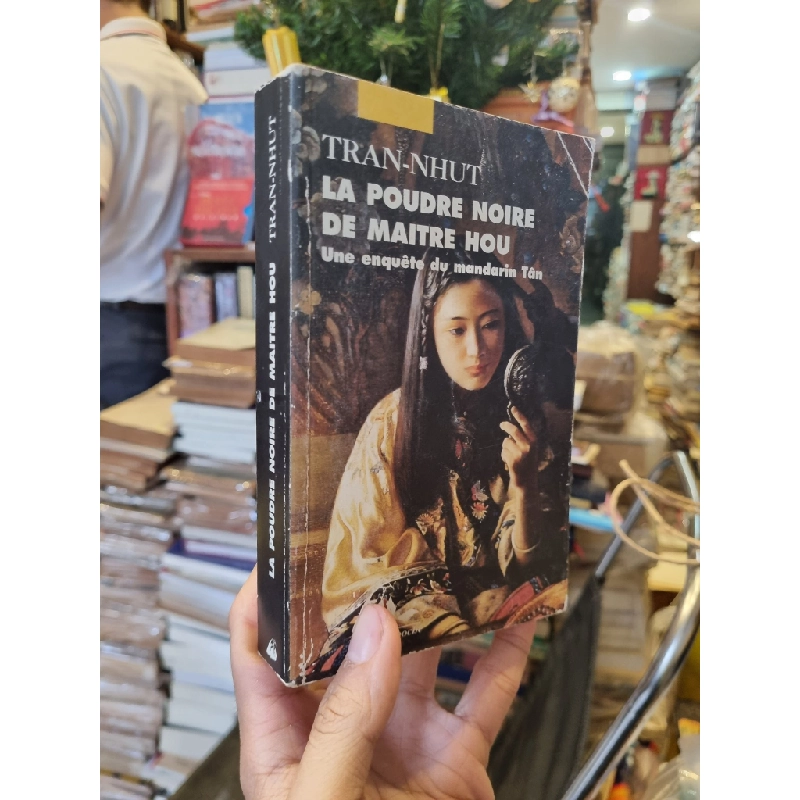 TRAN-NHUT
LA POUDRE NOIRE
DE MAITRE HOU
Une enquête du mandarin Tân
LA POUDRE NOIRE DE MAITRE HOU TRAN-NHUT